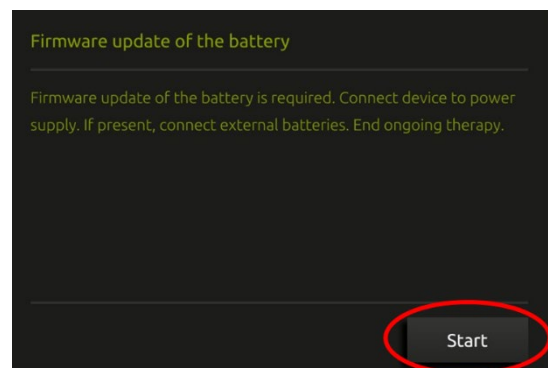 Firmware update of the battery
Firmware update of the battery is required. Connect device to power
supply. If present, connect external batteries. End ongoing therapy.
Start